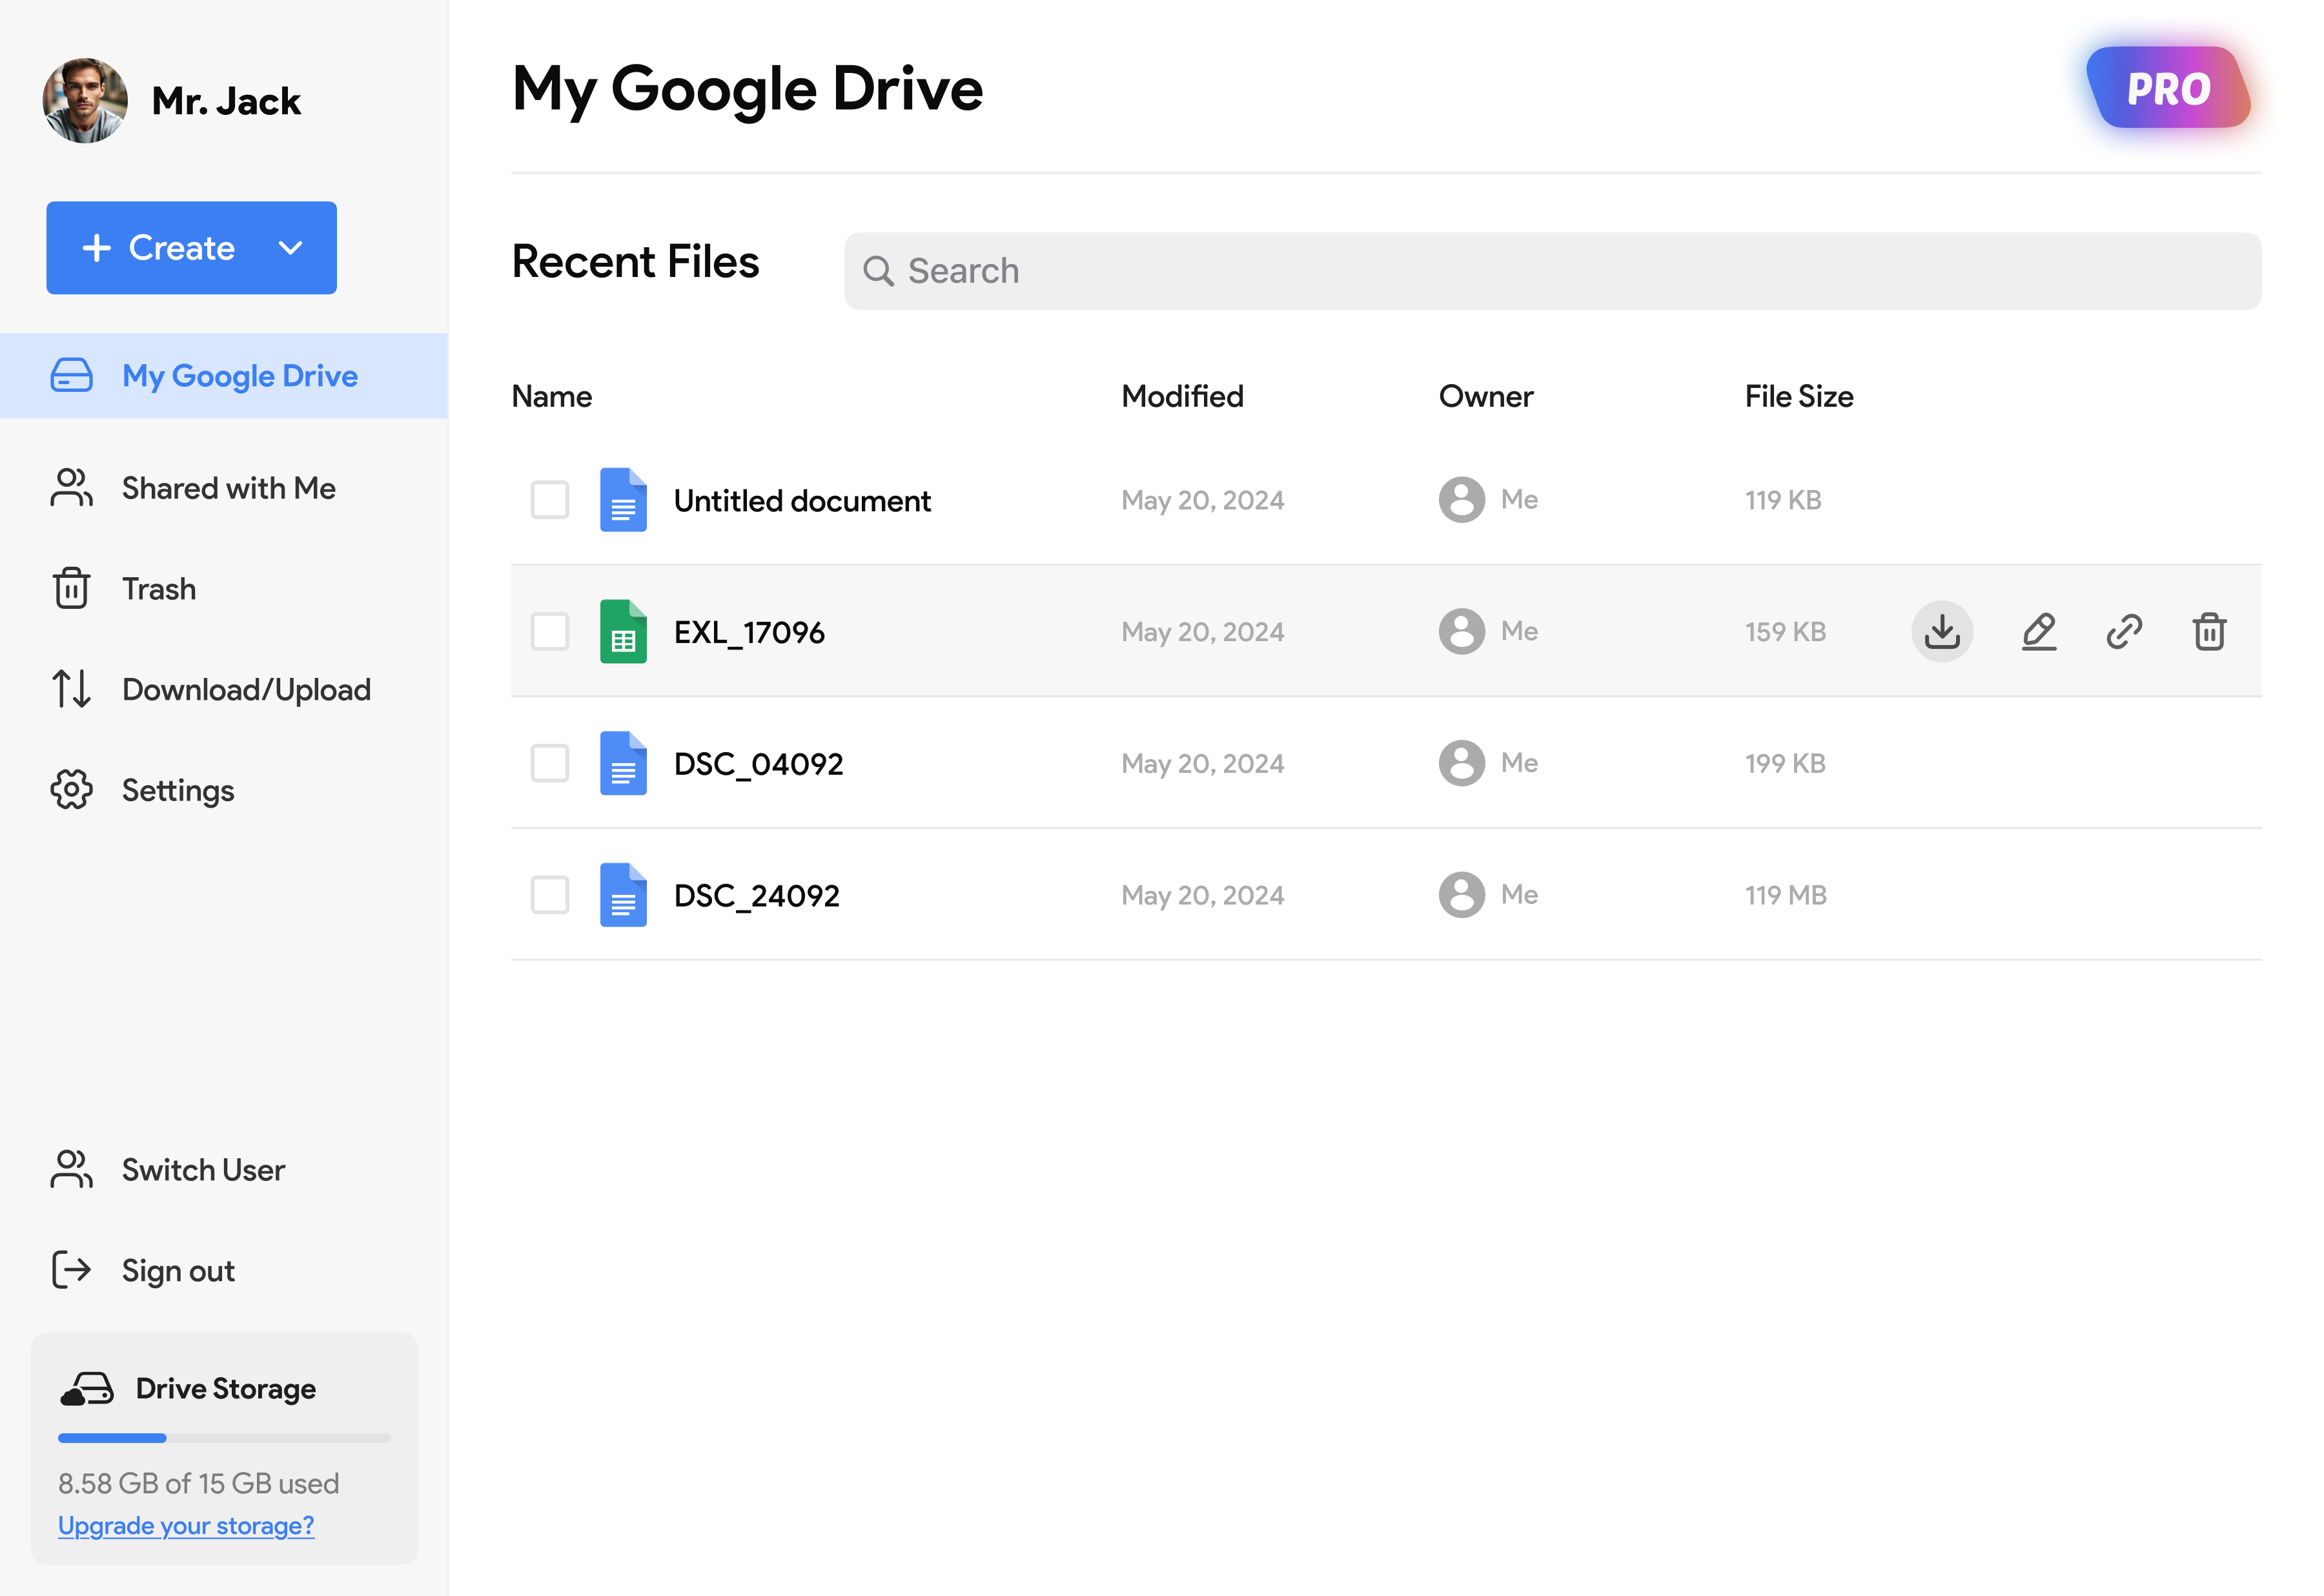 Mr. Jack
Create
My Google Drive
Shared with Me
Trash
Download/Upload
Settings
Switch User
Sign out
Drive Storage
8.58 GB of 15 GB used
Upgrade your storage?
My Google Drive
PRO
Recent Files
Search
Name Modified Owner File Size
Untitled document May 20, 2024 Me 119 KB
EXL_17096 May 20, 2024 Me 159 KB
DSC_04092 May 20, 2024 Me 199 KB
DSC_24092 May 20, 2024 Me 119 MB